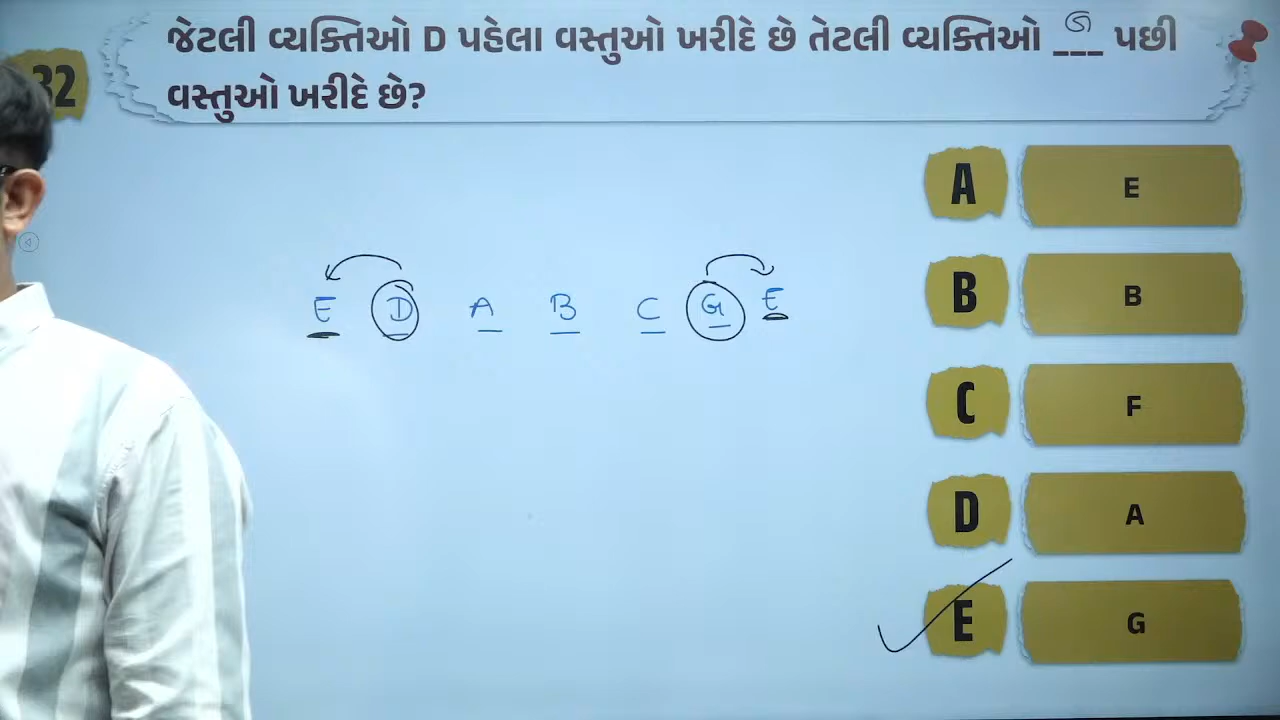 32
જેટલી વ્યક્તિઓ D પહેલા વસ્તુઓ ખરીદે છે તેટલી વ્યક્તિઓ ___ પછી
G
વસ્તુઓ ખરીદે છે?
E D A B C G E
A E
B B
C F
D A
E G